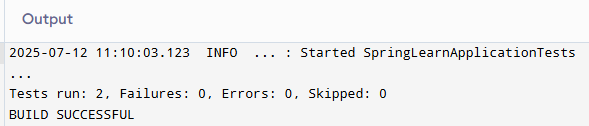 Output
2025-07-12 11:10:03.123  INFO  ... : Started SpringLearnApplicationTests
...
Tests run: 2, Failures: 0, Errors: 0, Skipped: 0
BUILD SUCCESSFUL